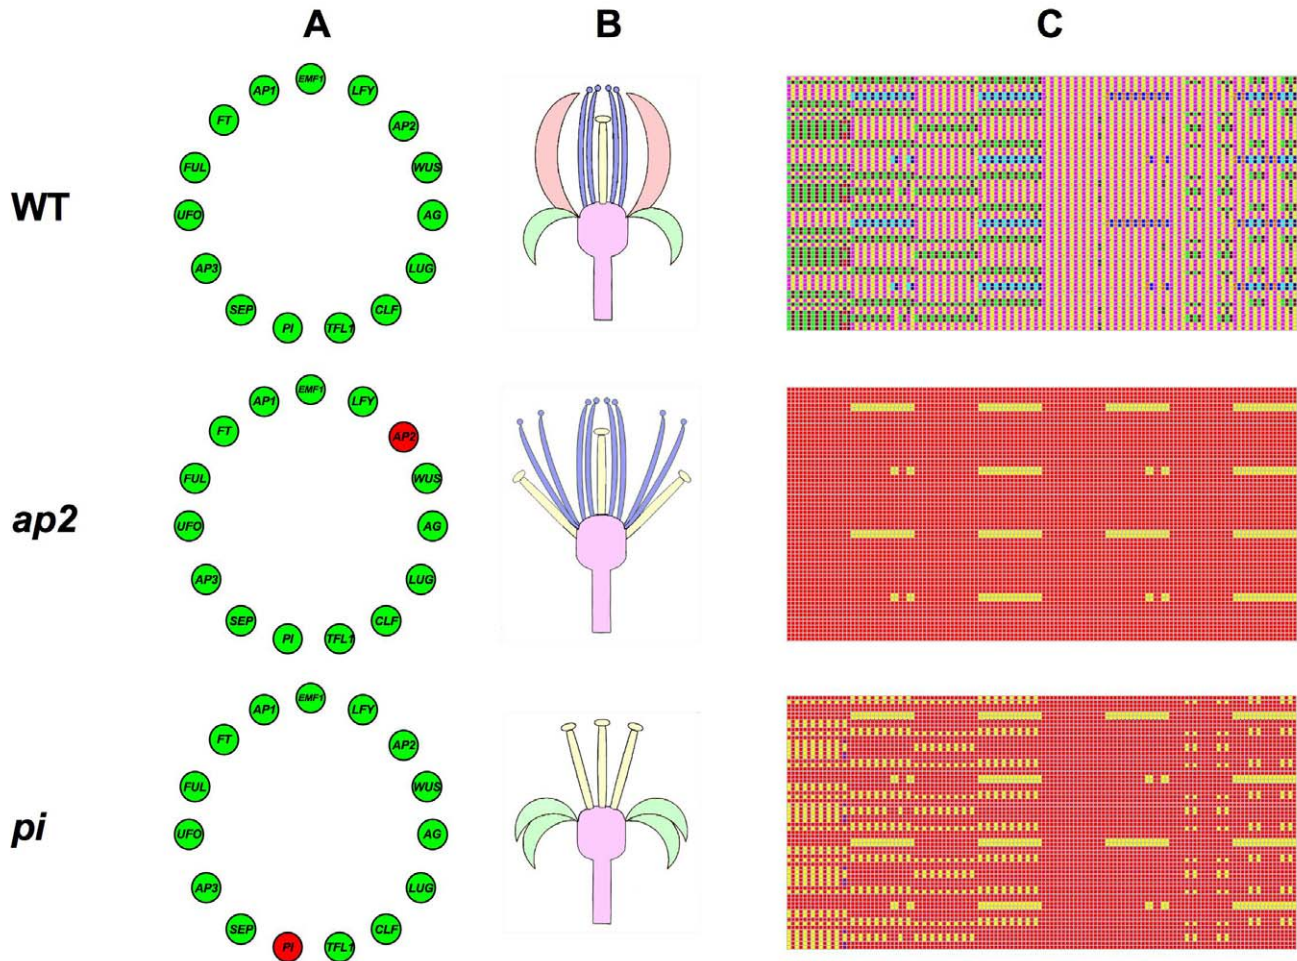 A B C
WT
EMF1
LFY
AP2
WUS
AG
LUG
CLF
TFL1
PI
SEP
AP3
UFO
FUL
FT
AP1
ap2
EMF1
LFY
AP2
WUS
AG
LUG
CLF
TFL1
PI
SEP
AP3
UFO
FUL
FT
AP1
pi
EMF1
LFY
AP2
WUS
AG
LUG
CLF
TFL1
PI
SEP
AP3
UFO
FUL
FT
AP1